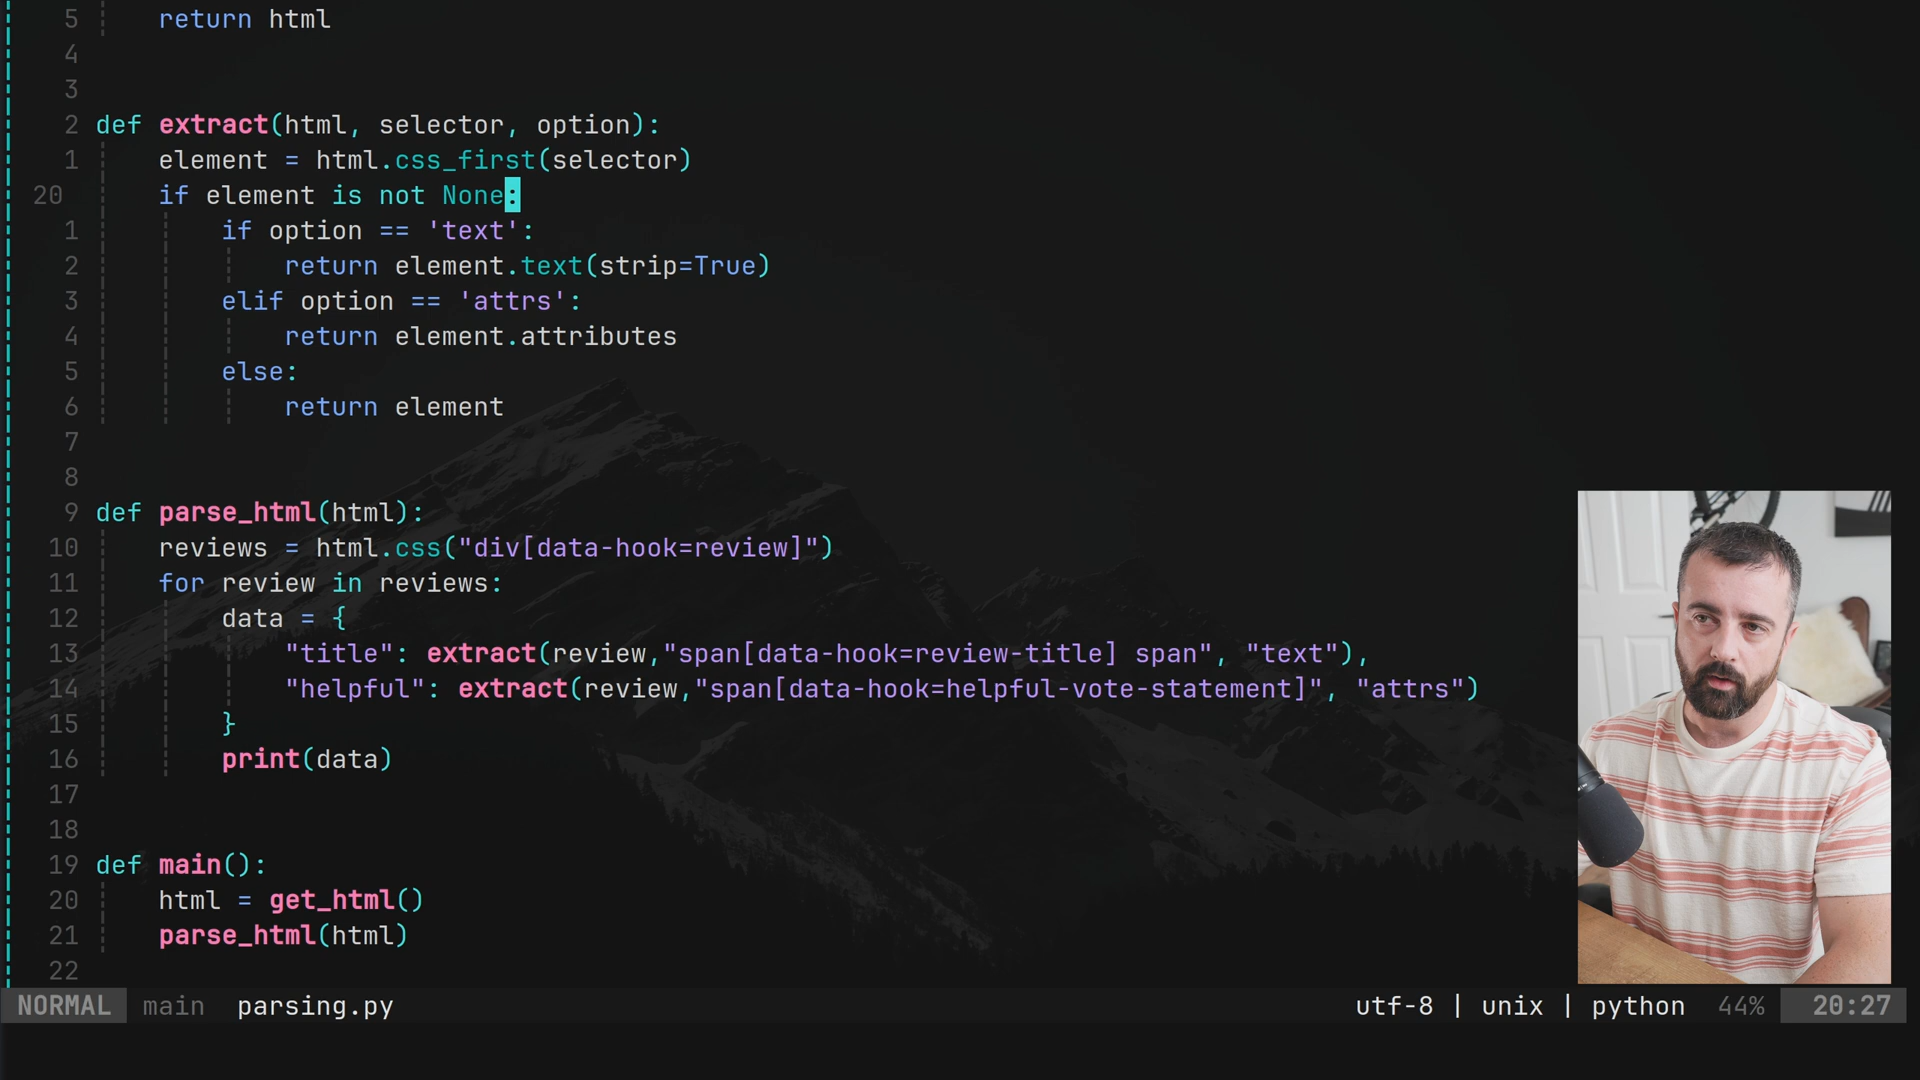 5 return html
4
3
2 def extract(html, selector, option):
1 element = html.css_first(selector)
20 if element is not None:
1 if option == 'text':
2 return element.text(strip=True)
3 elif option == 'attrs':
4 return element.attributes
5 else:
6 return element
7
8
9 def parse_html(html):
10 reviews = html.css("div[data-hook=review]")
11 for review in reviews:
12 data = {
13 "title": extract(review,"span[data-hook=review-title] span", "text"),
14 "helpful": extract(review,"span[data-hook=helpful-vote-statement]", "attrs")
15 }
16 print(data)
17
18
19 def main():
20 html = get_html()
21 parse_html(html)
22
NORMAL main parsing.py utf-8 | unix | python 44% 20:27